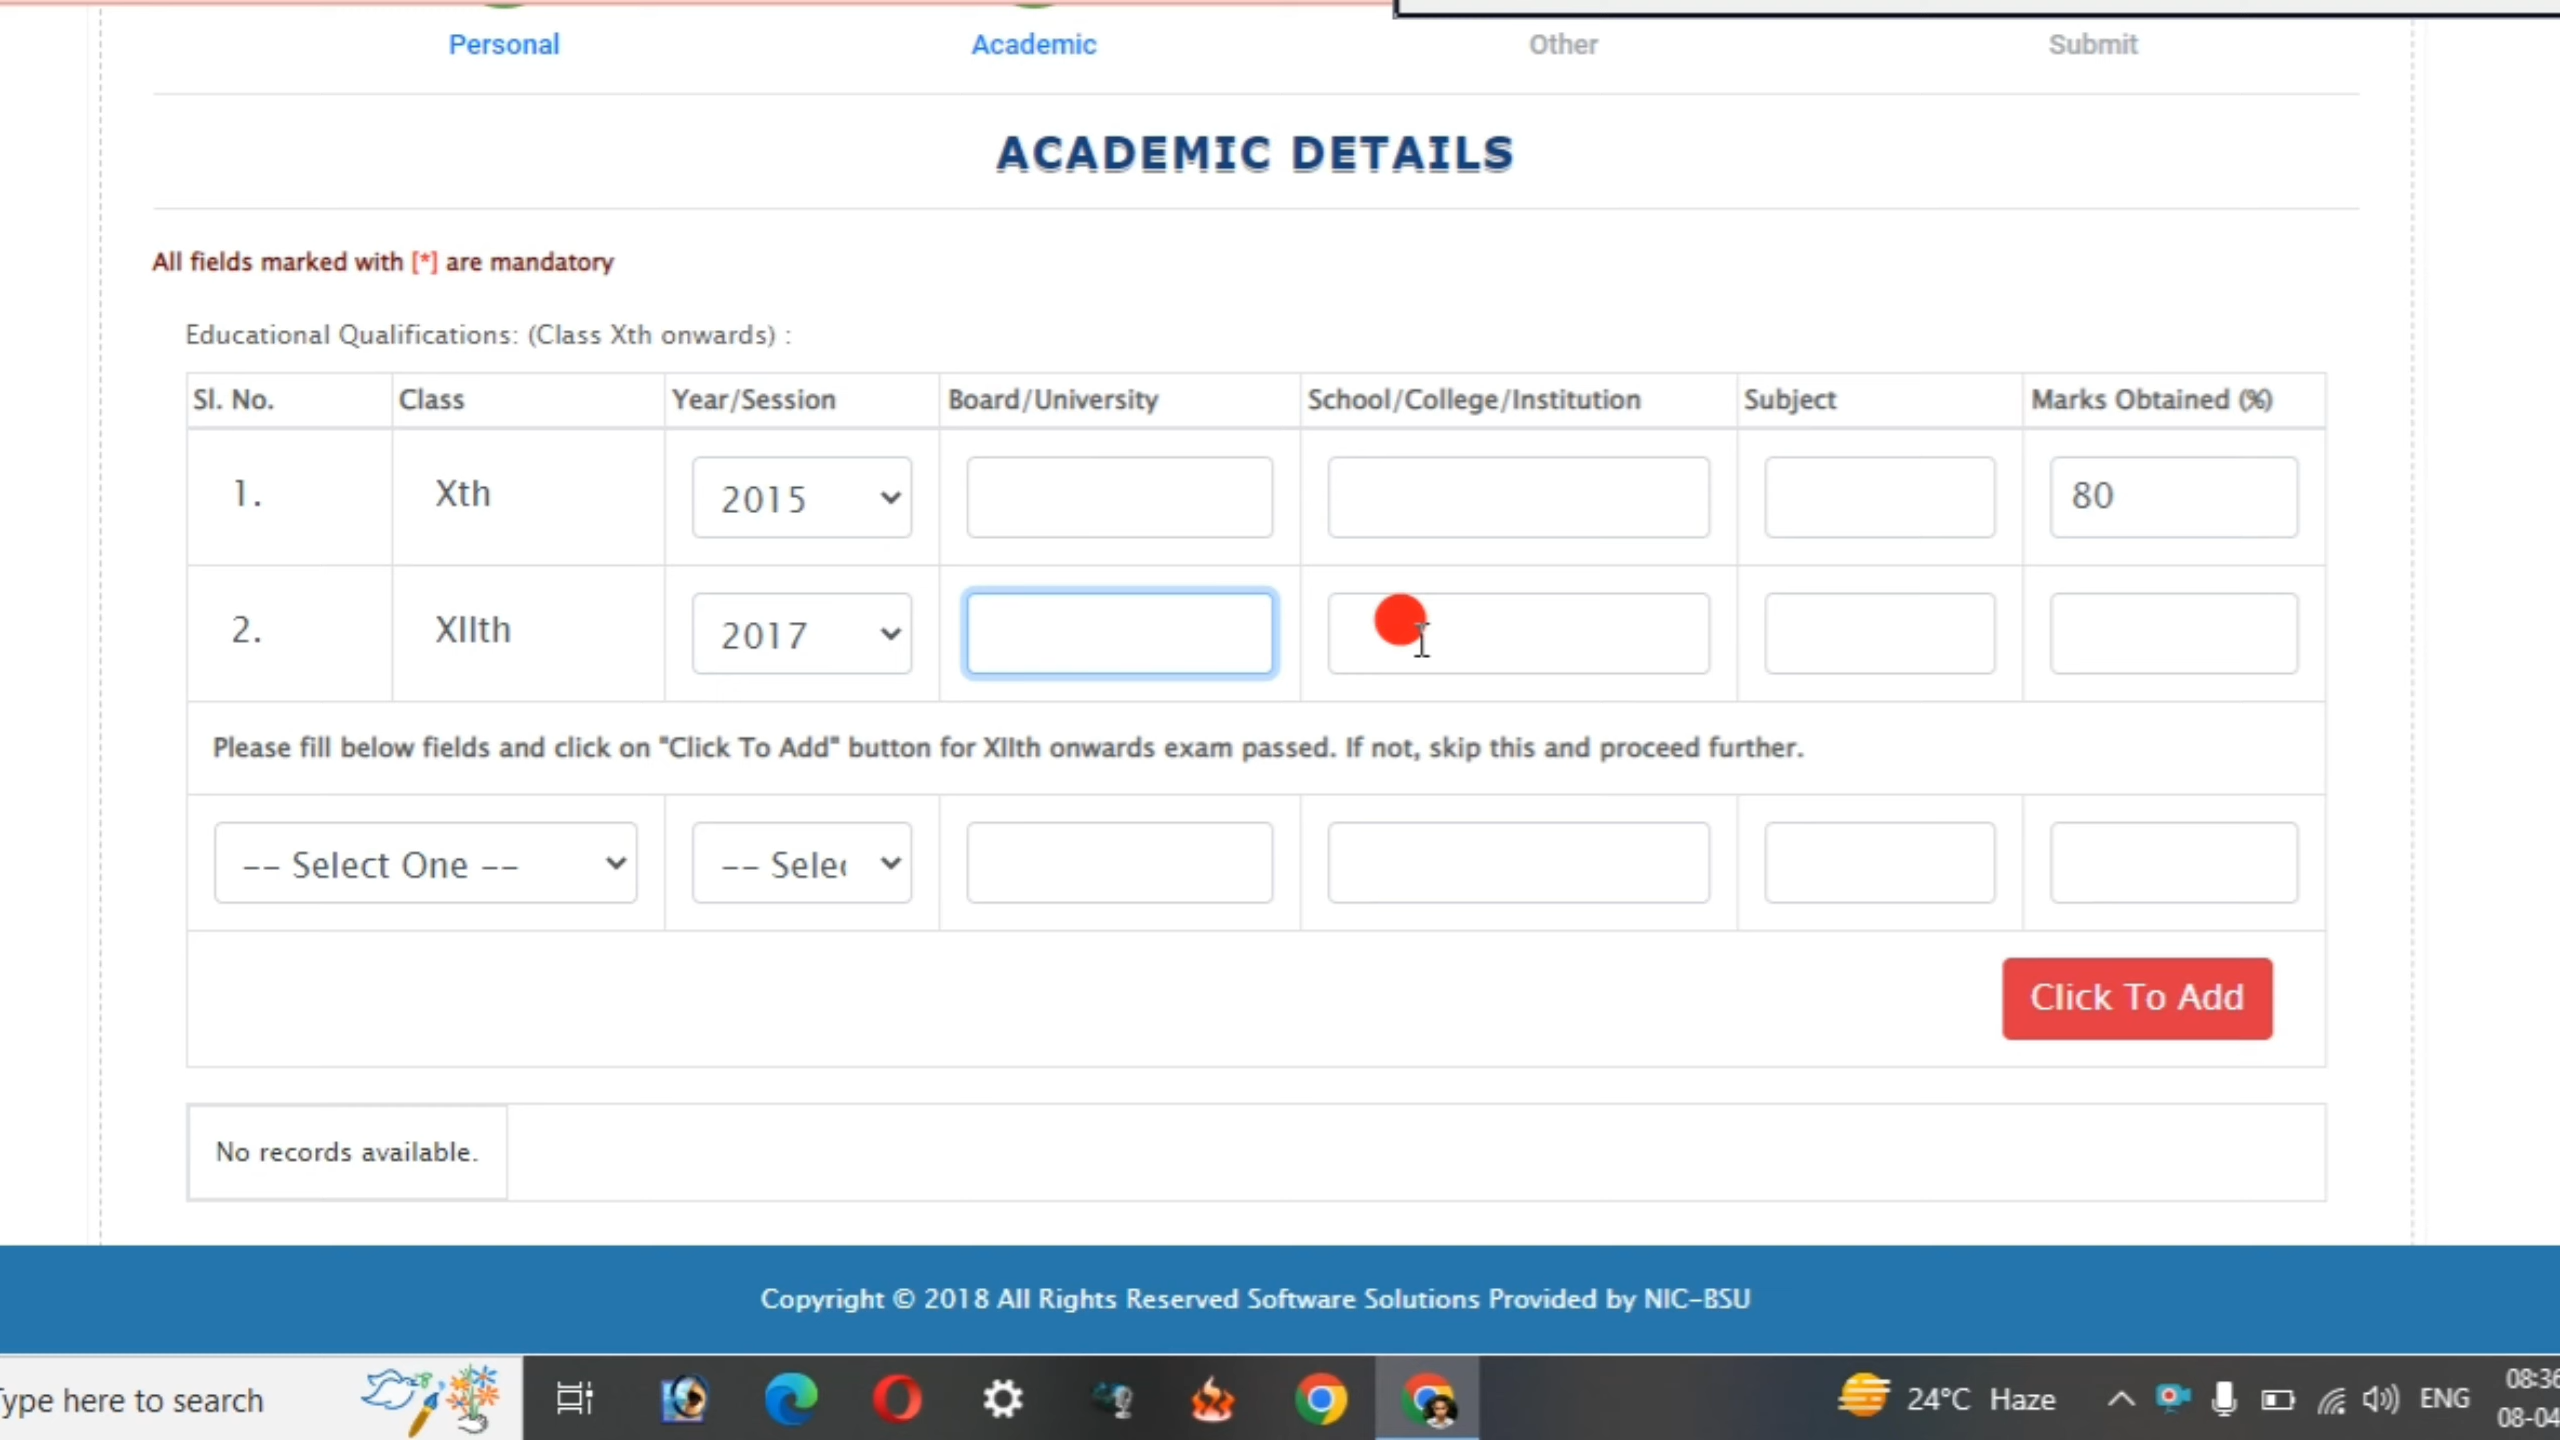 Personal
Academic
Other
Submit
ACADEMIC DETAILS
All fields marked with [*] are mandatory
Educational Qualifications: (Class Xth onwards) :
Sl. No. Class Year/Session Board/University School/College/Institution Subject Marks Obtained (%)
1. Xth 2015 80
2. XIIth 2017
Please fill below fields and click on "Click To Add" button for XIIth onwards exam passed. If not, skip this and proceed further.
-- Select One -- -- Selec
Click To Add
No records available.
Copyright © 2018 All Rights Reserved Software Solutions Provided by NIC-BSU
Type here to search
24°C Haze
ENG
08:36
08-04